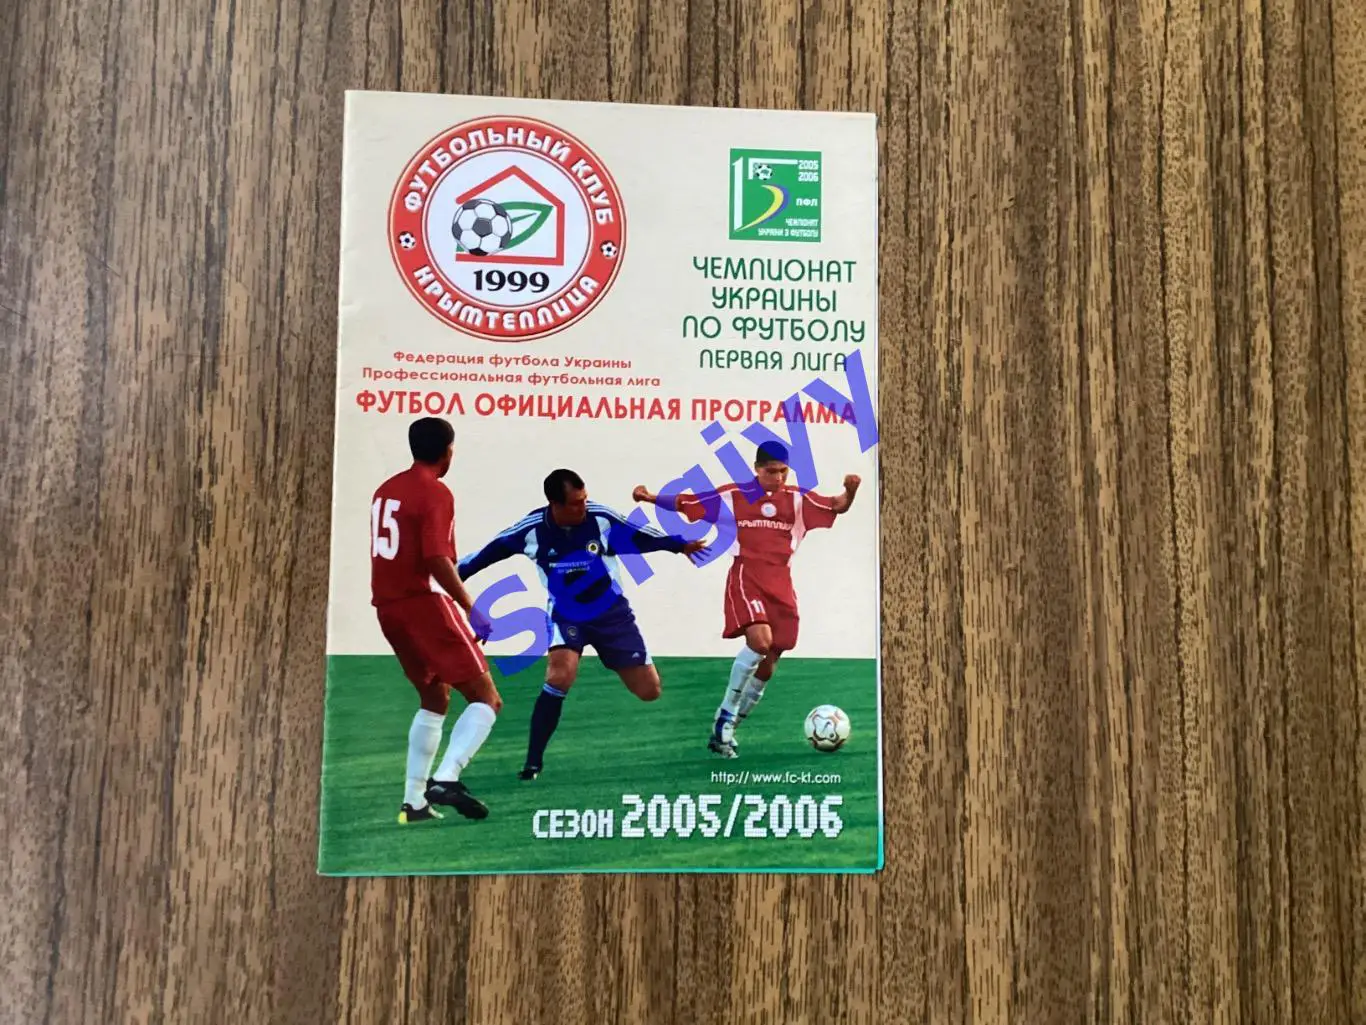 ФУТБОЛЬНЫЙ КЛУБ
1999
КРЫМТЕПЛИЦА
2005
2006
ПФЛ
ЧЕМПІОНАТ
УКРАЇНИ З ФУТБОЛУ
ЧЕМПИОНАТ
УКРАИНЫ
ПО ФУТБОЛУ
ПЕРВАЯ ЛИГА
Федерация футбола Украины
Профессиональная футбольная лига
ФУТБОЛ ОФИЦИАЛЬНАЯ ПРОГРАММА
15
КРЫМТЕПЛИЦА
11
Sergiyy
http:// www.fc-kt.com
СЕЗОН 2005/2006